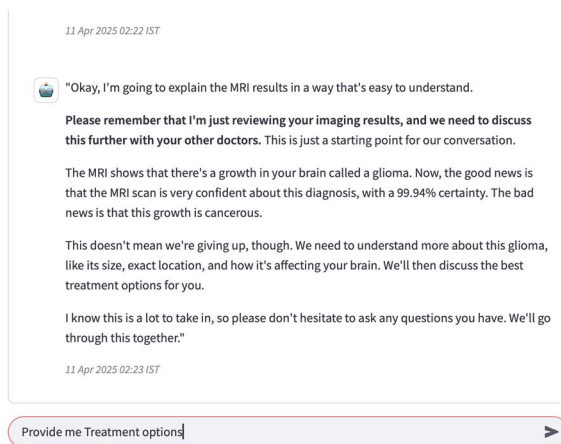 11 Apr 2025 02:22 IST
"Okay, I'm going to explain the MRI results in a way that's easy to understand.
Please remember that I'm just reviewing your imaging results, and we need to discuss
this further with your other doctors. This is just a starting point for our conversation.
The MRI shows that there's a growth in your brain called a glioma. Now, the good news is
that the MRI scan is very confident about this diagnosis, with a 99.94% certainty. The bad
news is that this growth is cancerous.
This doesn't mean we're giving up, though. We need to understand more about this glioma,
like its size, exact location, and how it's affecting your brain. We'll then discuss the best
treatment options for you.
I know this is a lot to take in, so please don't hesitate to ask any questions you have. We'll go
through this together."
11 Apr 2025 02:23 IST
Provide me Treatment options